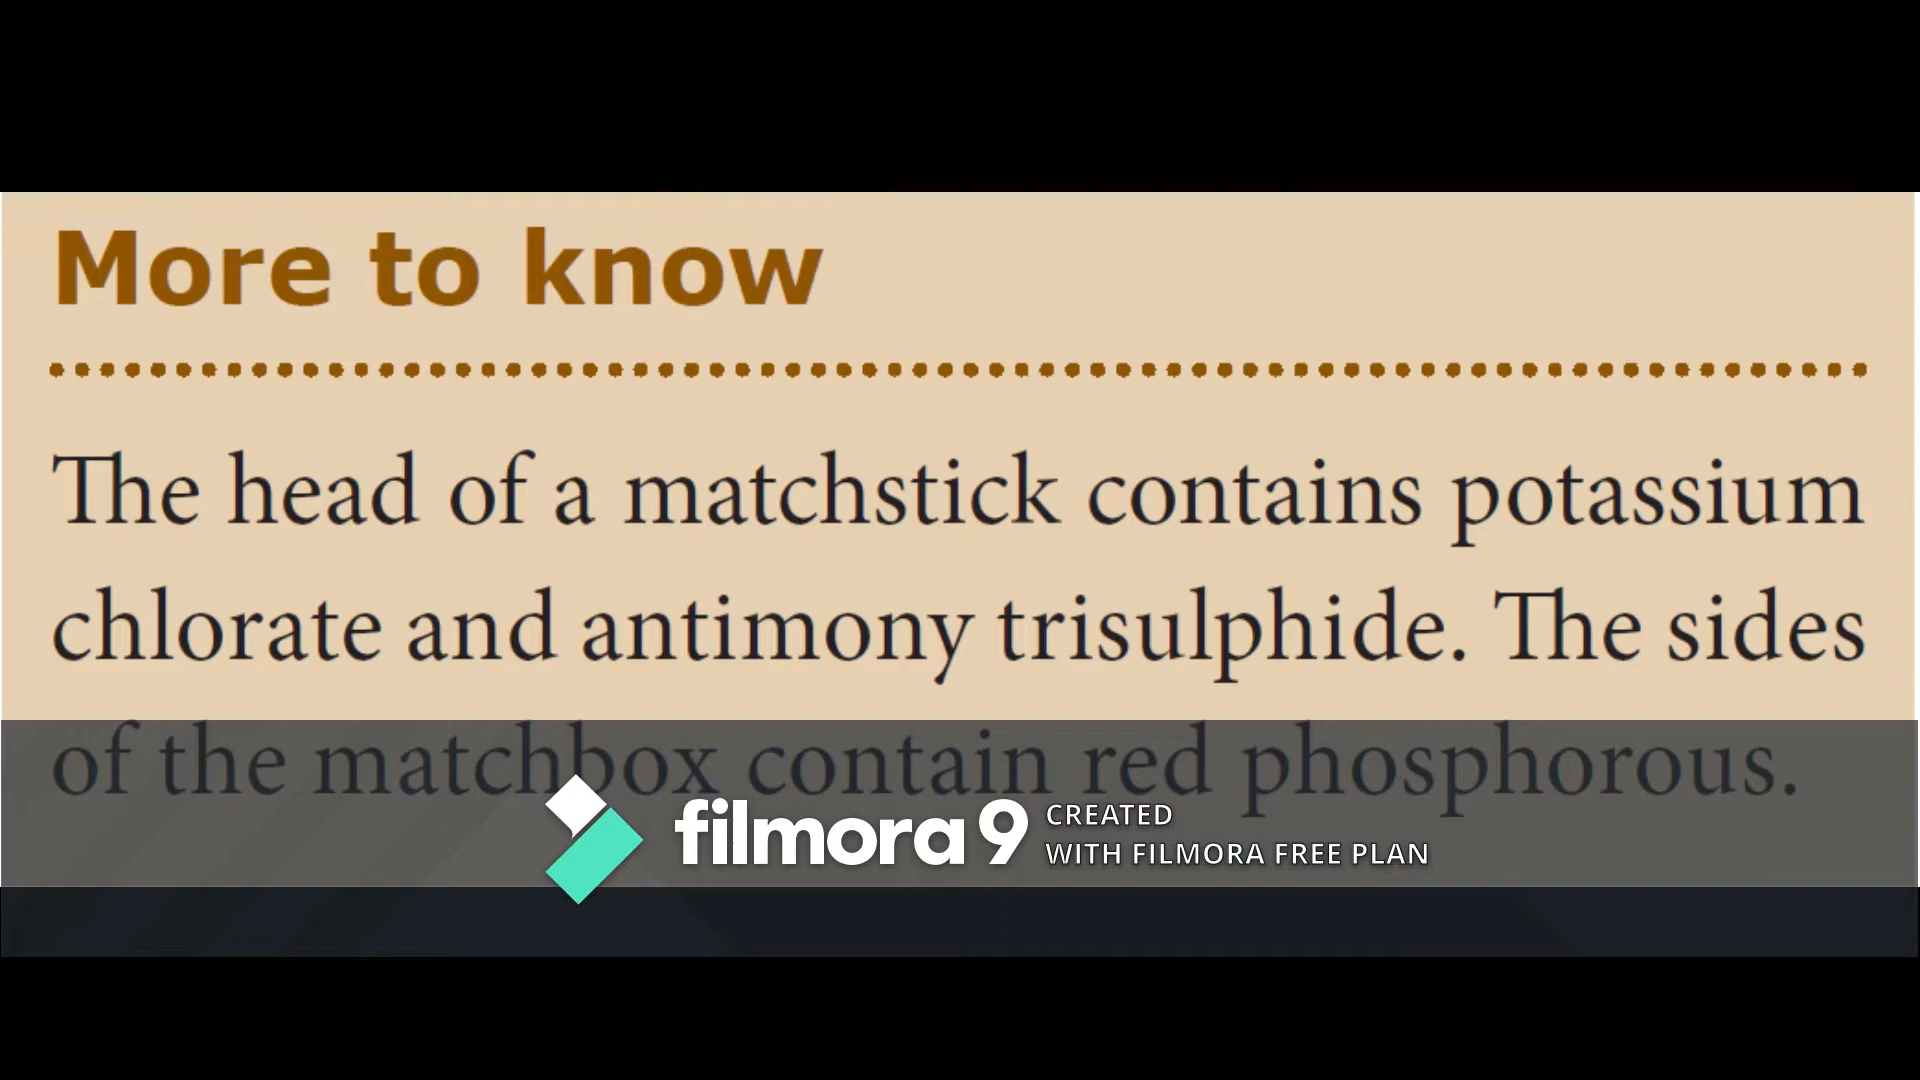 More to know
The head of a matchstick contains potassium
chlorate and antimony trisulphide. The sides
of the matchbox contain red phosphorous.
filmora 9 CREATED
WITH FILMORA FREE PLAN